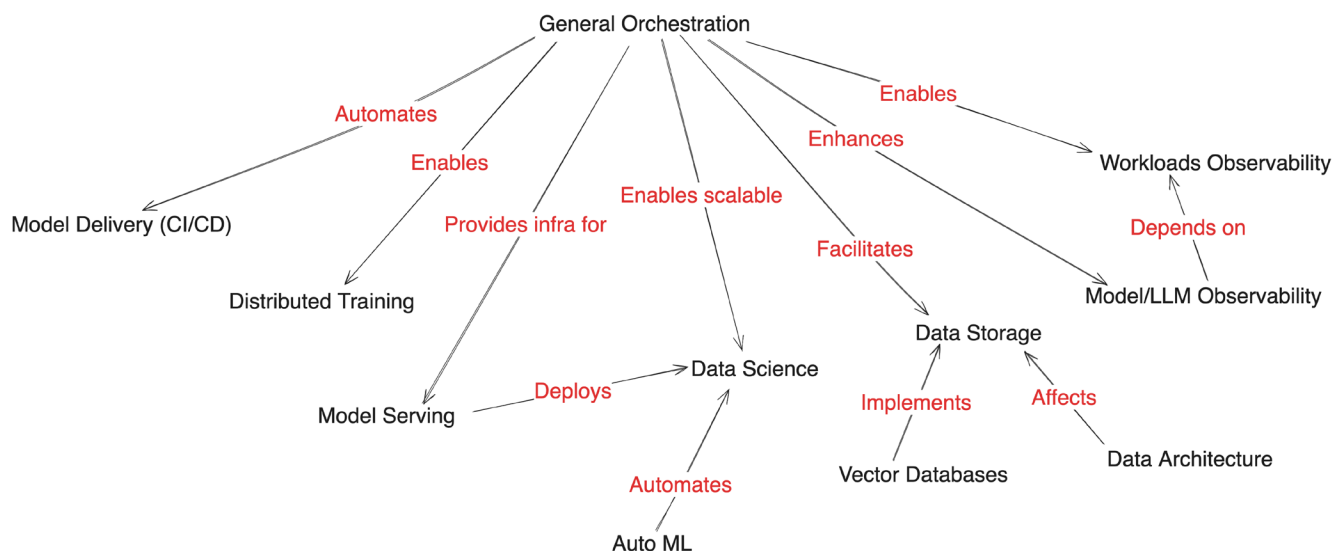 General Orchestration
Enables
Automates
Enhances
Enables
Workloads Observability
Enables scalable
Model Delivery (CI/CD)
Provides infra for
Depends on
Facilitates
Distributed Training
Model/LLM Observability
Data Storage
Data Science
Deploys
Affects
Implements
Model Serving
Data Architecture
Vector Databases
Automates
Auto ML